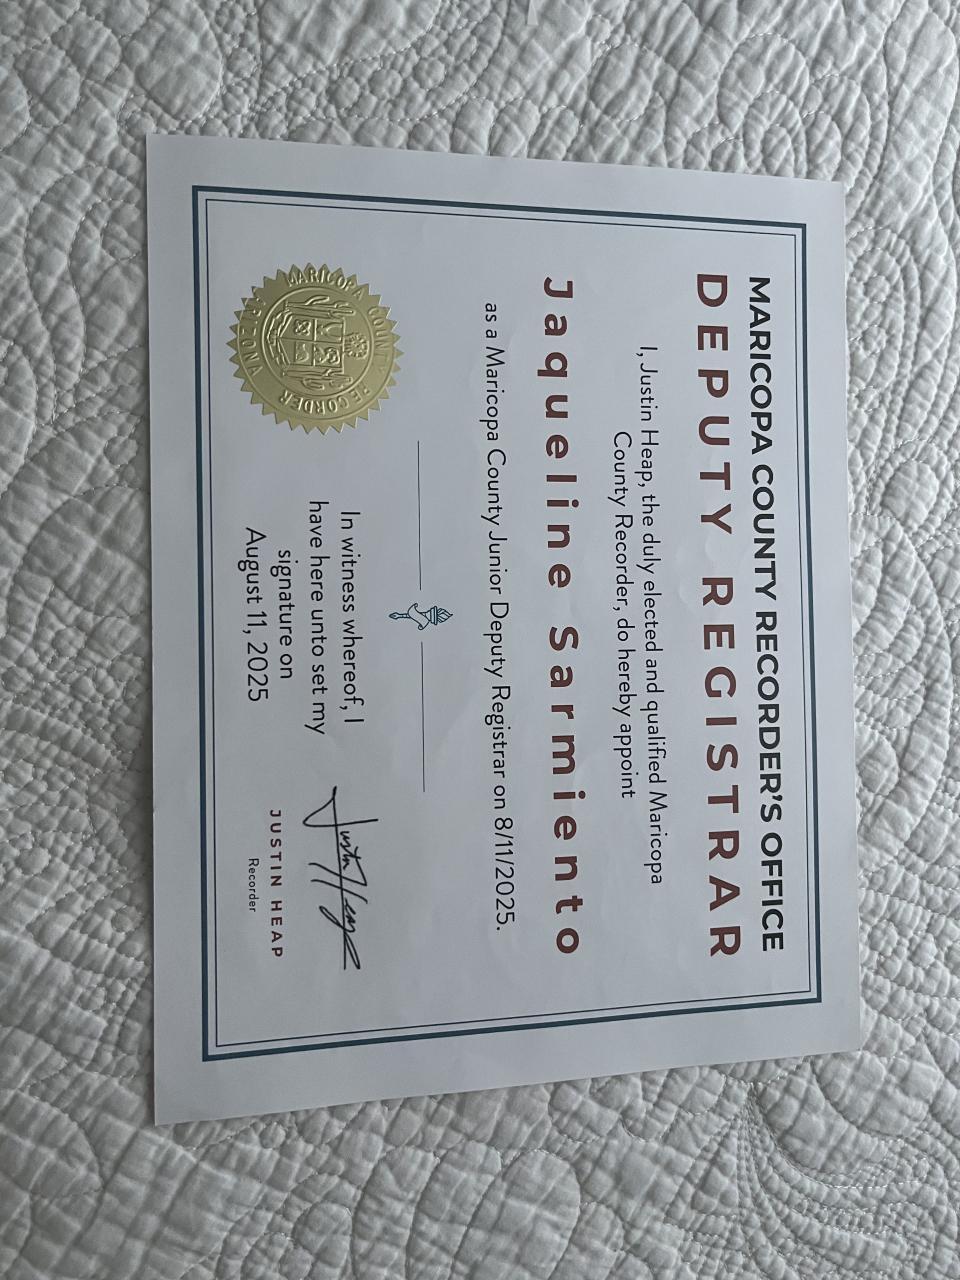 MARICOPA COUNTY RECORDER'S OFFICE
DEPUTY REGISTRAR
I, Justin Heap, the duly elected and qualified Maricopa
County Recorder, do hereby appoint
Jaqueline Sarmiento
as a Maricopa County Junior Deputy Registrar on 8/11/2025.
In witness whereof, I
have here unto set my
signature on
August 11, 2025
Justin Heap
JUSTIN HEAP
Recorder
MARICOPA COUNTY RECORDER
ARIZONA